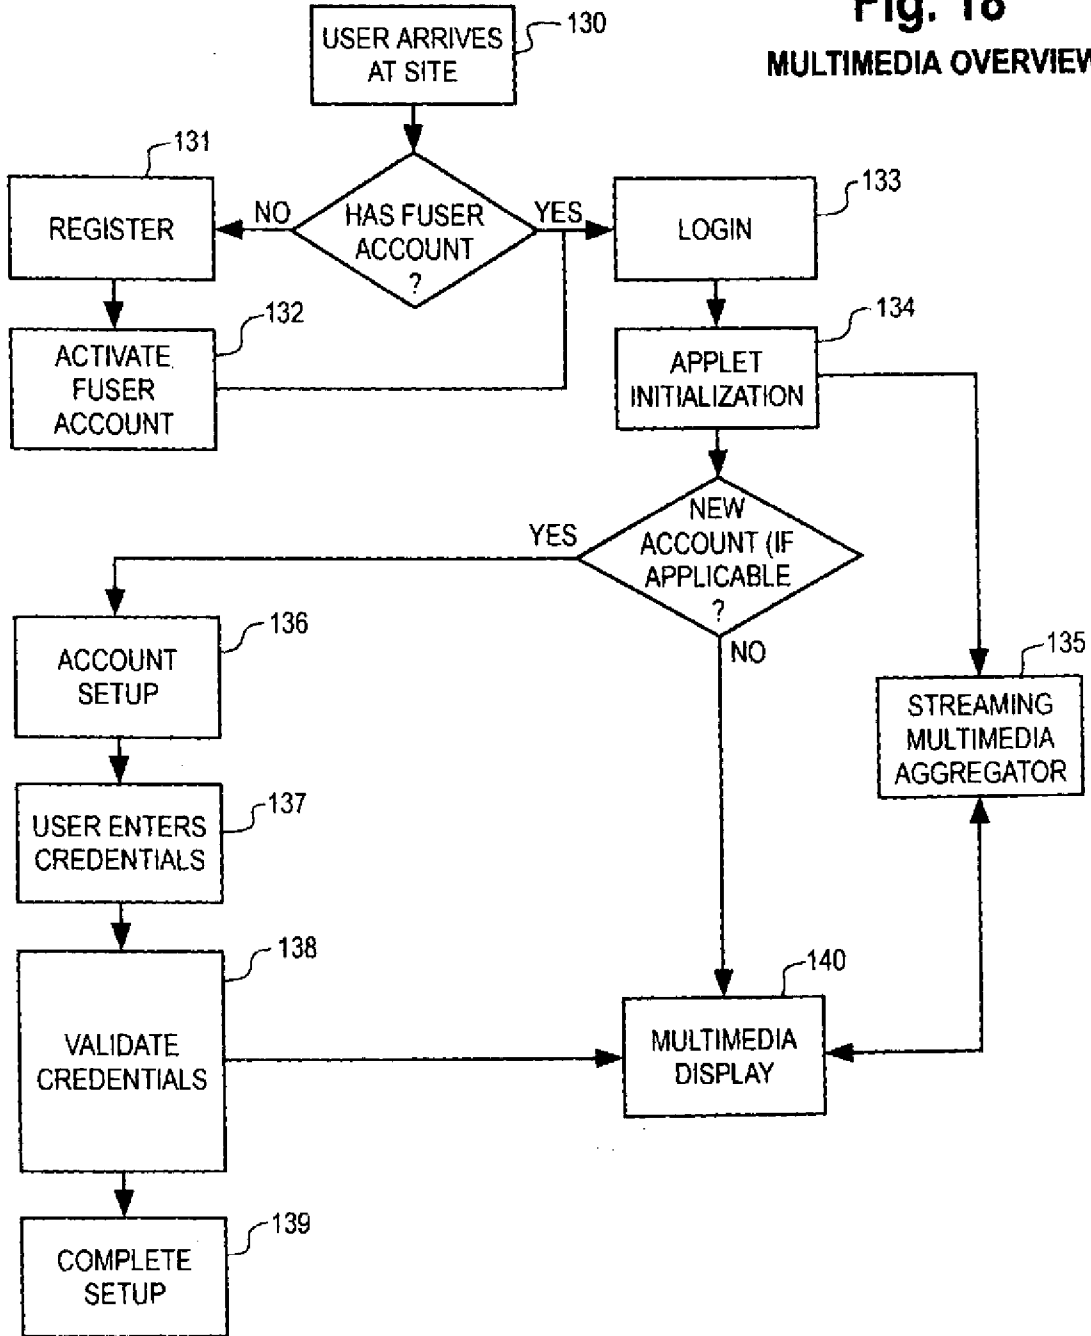 Fig. 18
MULTIMEDIA OVERVIEW
USER ARRIVES
AT SITE
130
131
REGISTER
NO
HAS FUSER
ACCOUNT
?
YES
133
LOGIN
132
ACTIVATE
FUSER
ACCOUNT
134
APPLET
INITIALIZATION
NEW
ACCOUNT (IF
APPLICABLE
?
YES
NO
135
STREAMING
MULTIMEDIA
AGGREGATOR
136
ACCOUNT
SETUP
137
USER ENTERS
CREDENTIALS
138
VALIDATE
CREDENTIALS
140
MULTIMEDIA
DISPLAY
139
COMPLETE
SETUP